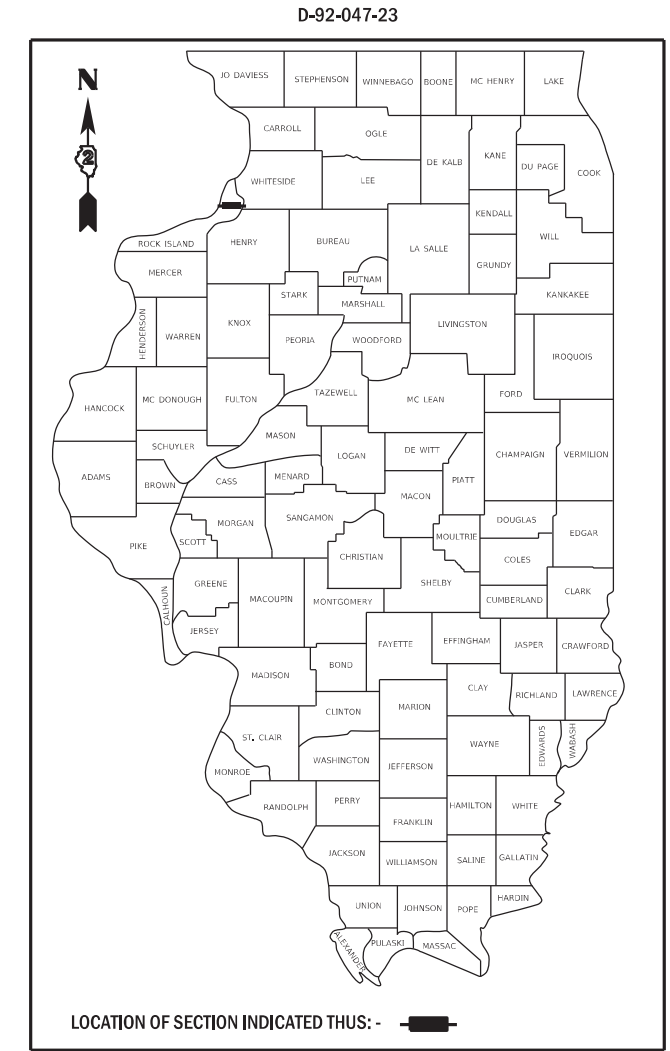 D-92-047-23
N
2
JO DAVIESS STEPHENSON WINNEBAGO BOONE MC HENRY LAKE
CARROLL OGLE DE KALB KANE DU PAGE COOK
WHITESIDE LEE
KENDALL
ROCK ISLAND HENRY BUREAU LA SALLE WILL
MERCER PUTNAM GRUNDY
STARK MARSHALL KANKAKEE
HENDERSON WARREN KNOX PEORIA WOODFORD LIVINGSTON
IROQUOIS
HANCOCK MC DONOUGH FULTON TAZEWELL MC LEAN FORD
SCHUYLER MASON LOGAN DE WITT CHAMPAIGN VERMILION
ADAMS BROWN CASS MENARD PIATT
MACON
PIKE SCOTT MORGAN SANGAMON MOULTRIE DOUGLAS EDGAR
CHRISTIAN COLES
GREENE SHELBY
CALHOUN MACOUPIN MONTGOMERY CUMBERLAND CLARK
JERSEY FAYETTE EFFINGHAM JASPER CRAWFORD
MADISON BOND
CLAY RICHLAND LAWRENCE
CLINTON MARION
ST. CLAIR WAYNE EDWARDS WABASH
MONROE WASHINGTON JEFFERSON
RANDOLPH PERRY HAMILTON WHITE
FRANKLIN
JACKSON WILLIAMSON SALINE GALLATIN
UNION JOHNSON POPE HARDIN
ALEXANDER PULASKI MASSAC
LOCATION OF SECTION INDICATED THUS: -